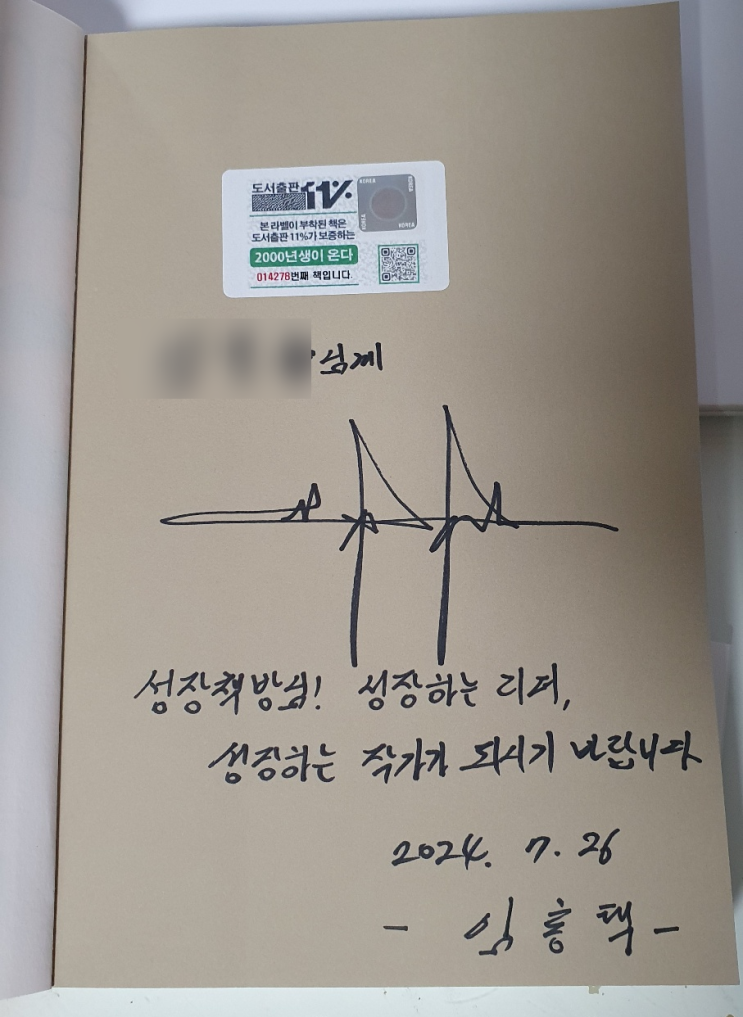 도서출판 11%
KOREA
KOREA
KOREA
KOREA
본 라벨이 부착된 책은
도서출판 11%가 보증하는
2000년생이 온다
014278번째 책입니다.
님께
성장책방님! 성장하는 리더,
성장하는 작가가 되시기 바랍니다
2024. 7. 26
- 임홍택 -